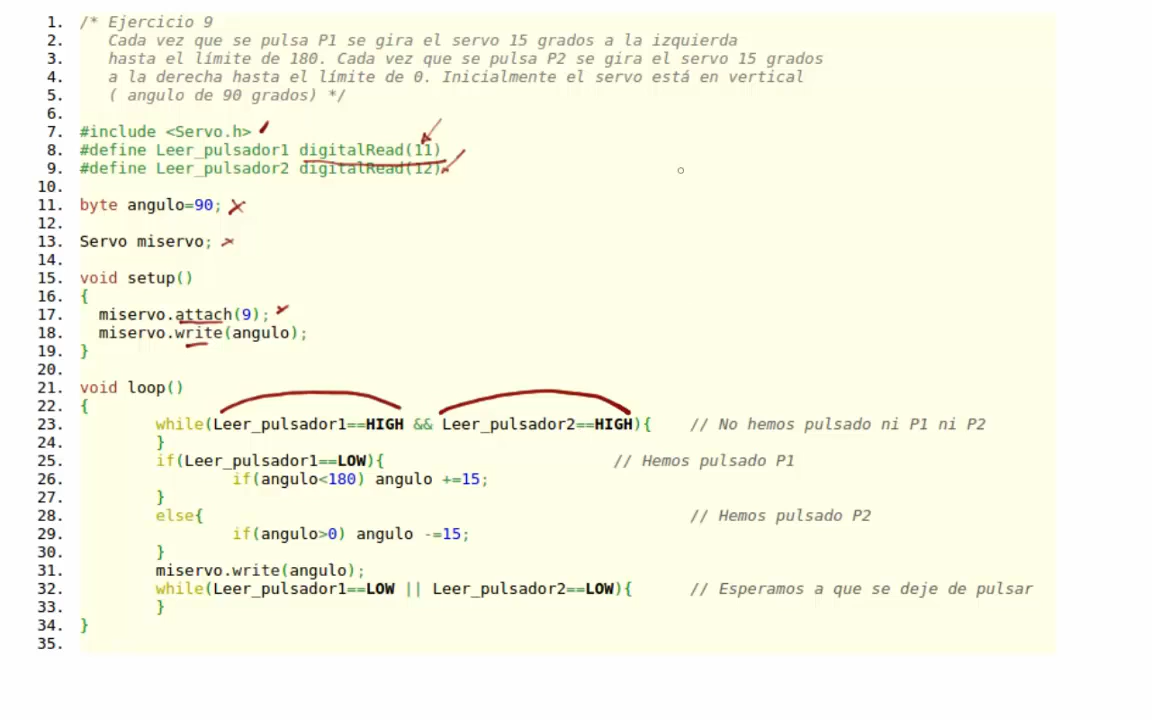 1. /* Ejercicio 9
2. Cada vez que se pulsa P1 se gira el servo 15 grados a la izquierda
3. hasta el límite de 180. Cada vez que se pulsa P2 se gira el servo 15 grados
4. a la derecha hasta el límite de 0. Inicialmente el servo está en vertical
5. ( angulo de 90 grados) */
6.
7. #include <Servo.h>
8. #define Leer_pulsador1 digitalRead(11)
9. #define Leer_pulsador2 digitalRead(12)
10.
11. byte angulo=90;
12.
13. Servo miservo;
14.
15. void setup()
16. {
17. miservo.attach(9);
18. miservo.write(angulo);
19. }
20.
21. void loop()
22. {
23. while(Leer_pulsador1==HIGH && Leer_pulsador2==HIGH){ // No hemos pulsado ni P1 ni P2
24. }
25. if(Leer_pulsador1==LOW){ // Hemos pulsado P1
26. if(angulo<180) angulo +=15;
27. }
28. else{ // Hemos pulsado P2
29. if(angulo>0) angulo -=15;
30. }
31. miservo.write(angulo);
32. while(Leer_pulsador1==LOW || Leer_pulsador2==LOW){ // Esperamos a que se deje de pulsar
33. }
34. }
35.